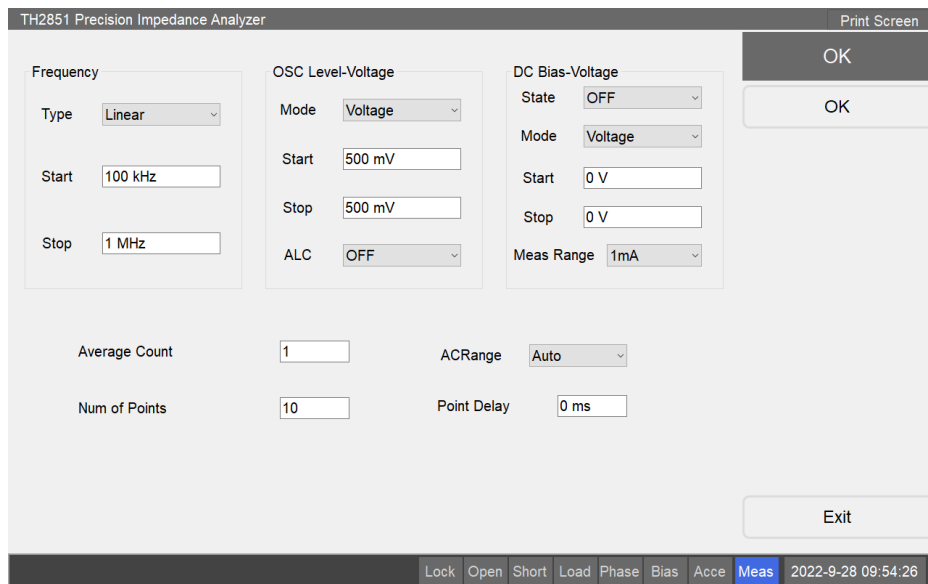 TH2851 Precision Impedance Analyzer
Print Screen
OK
OK
Frequency
Type Linear
Start 100 kHz
Stop 1 MHz
OSC Level-Voltage
Mode Voltage
Start 500 mV
Stop 500 mV
ALC OFF
DC Bias-Voltage
State OFF
Mode Voltage
Start 0 V
Stop 0 V
Meas Range 1mA
Average Count 1
ACRange Auto
Num of Points 10
Point Delay 0 ms
Exit
Lock Open Short Load Phase Bias Acce Meas 2022-9-28 09:54:26